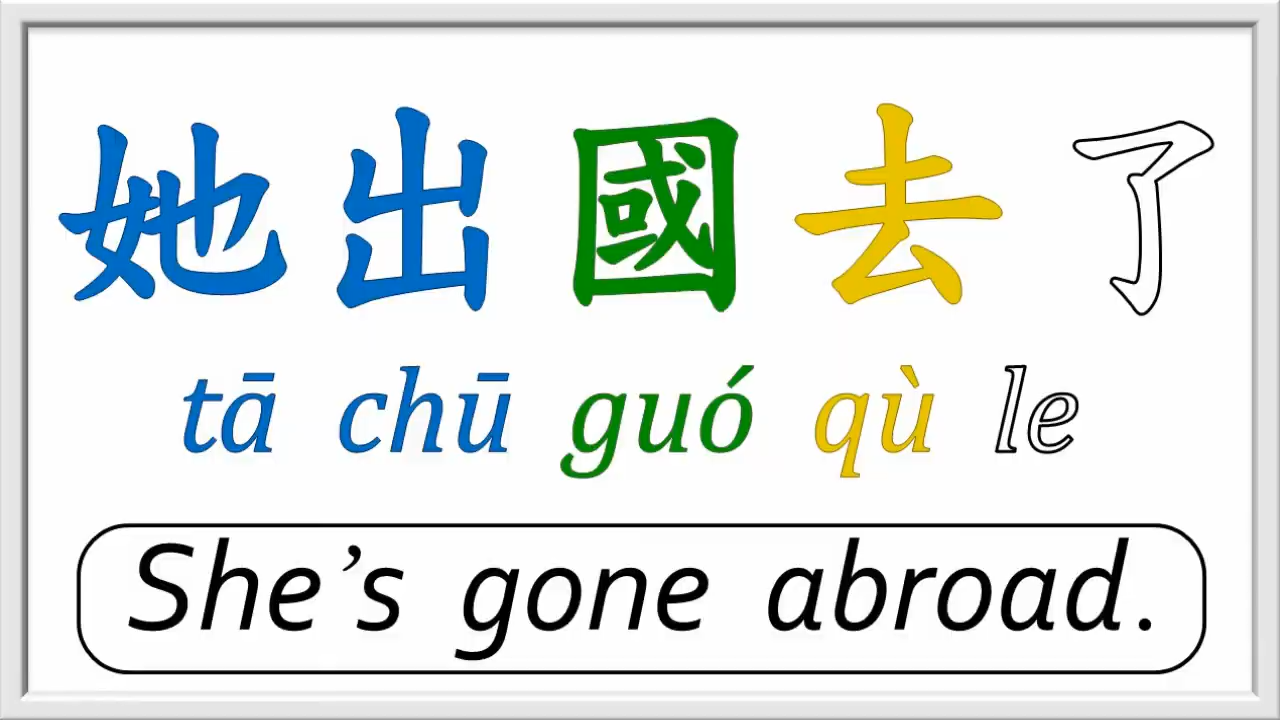 她出國去了
tā chū guó qù le
She’s gone abroad.